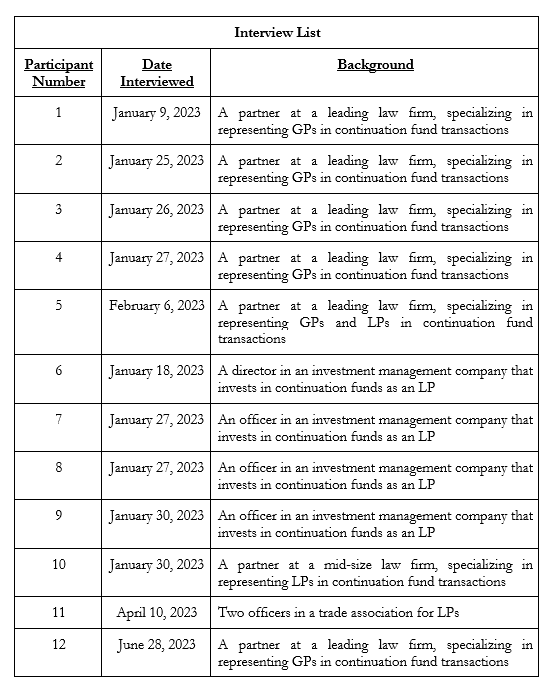 Interview List
Participant Number
Date Interviewed
Background
1
January 9, 2023
A partner at a leading law firm, specializing in
representing GPs in continuation fund transactions
2
January 25, 2023
A partner at a leading law firm, specializing in
representing GPs in continuation fund transactions
3
January 26, 2023
A partner at a leading law firm, specializing in
representing GPs in continuation fund transactions
4
January 27, 2023
A partner at a leading law firm, specializing in
representing GPs in continuation fund transactions
5
February 6, 2023
A partner at a leading law firm, specializing in
representing GPs and LPs in continuation fund
transactions
6
January 18, 2023
A director in an investment management company that
invests in continuation funds as an LP
7
January 27, 2023
An officer in an investment management company that
invests in continuation funds as an LP
8
January 27, 2023
An officer in an investment management company that
invests in continuation funds as an LP
9
January 30, 2023
An officer in an investment management company that
invests in continuation funds as an LP
10
January 30, 2023
A partner at a mid-size law firm, specializing in
representing LPs in continuation fund transactions
11
April 10, 2023
Two officers in a trade association for LPs
12
June 28, 2023
A partner at a leading law firm, specializing in
representing GPs in continuation fund transactions